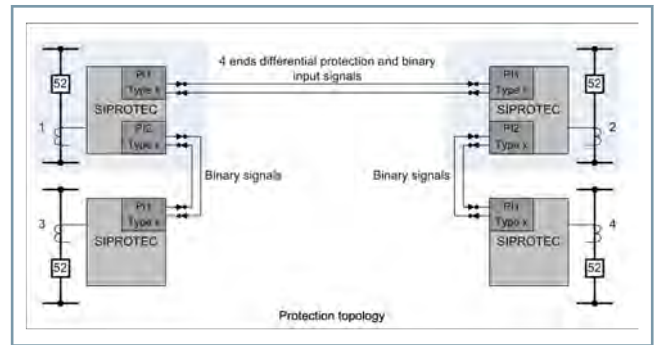 4 ends differential protection and binary
input signals
52
PI1
Type x
SIPROTEC
PI2
Type x
1
PI1
Type x
SIPROTEC
PI2
Type x
52
2
Binary signals
Binary signals
3
PI1
Type x
SIPROTEC
52
PI1
Type x
SIPROTEC
4
52
Protection topology